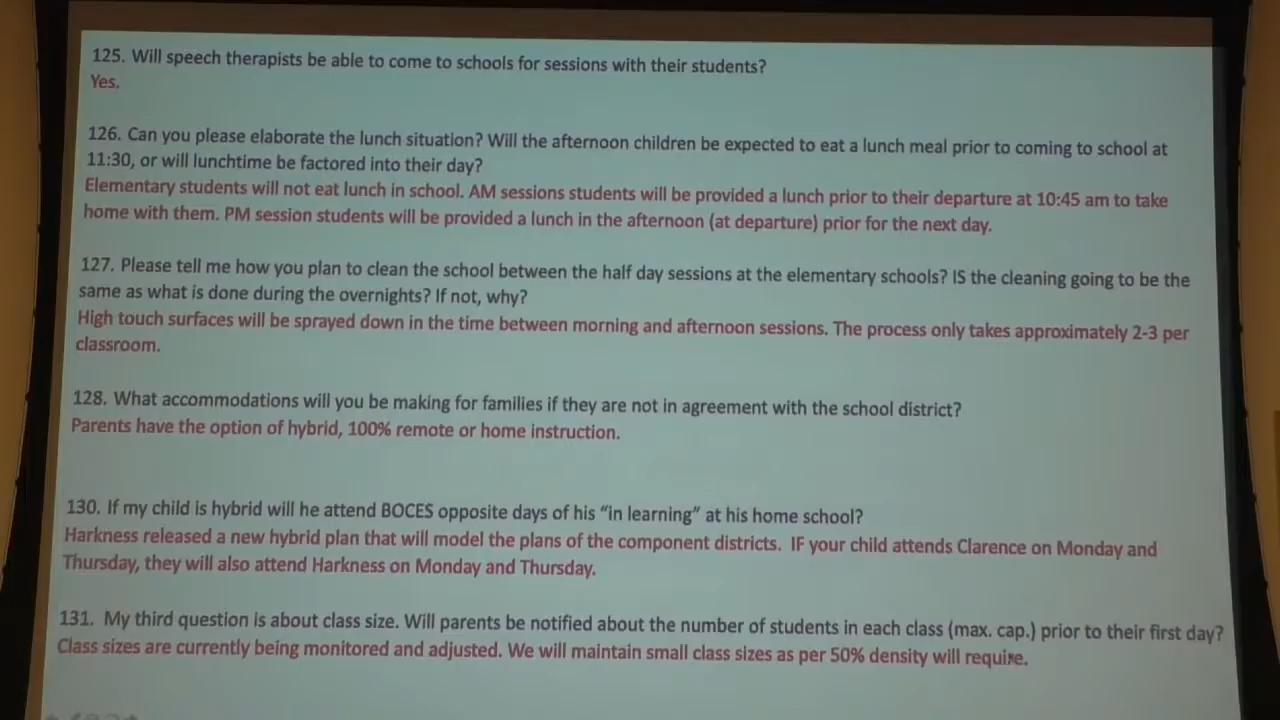 125. Will speech therapists be able to come to schools for sessions with their students?
Yes.
126. Can you please elaborate the lunch situation? Will the afternoon children be expected to eat a lunch meal prior to coming to school at
11:30, or will lunchtime be factored into their day?
Elementary students will not eat lunch in school. AM sessions students will be provided a lunch prior to their departure at 10:45 am to take
home with them. PM session students will be provided a lunch in the afternoon (at departure) prior for the next day.
127. Please tell me how you plan to clean the school between the half day sessions at the elementary schools? IS the cleaning going to be the
same as what is done during the overnights? If not, why?
High touch surfaces will be sprayed down in the time between morning and afternoon sessions. The process only takes approximately 2-3 per
classroom.
128. What accommodations will you be making for families if they are not in agreement with the school district?
Parents have the option of hybrid, 100% remote or home instruction.
130. If my child is hybrid will he attend BOCES opposite days of his “in learning” at his home school?
Harkness released a new hybrid plan that will model the plans of the component districts. IF your child attends Clarence on Monday and
Thursday, they will also attend Harkness on Monday and Thursday.
131. My third question is about class size. Will parents be notified about the number of students in each class (max. cap.) prior to their first day?
Class sizes are currently being monitored and adjusted. We will maintain small class sizes as per 50% density will require.